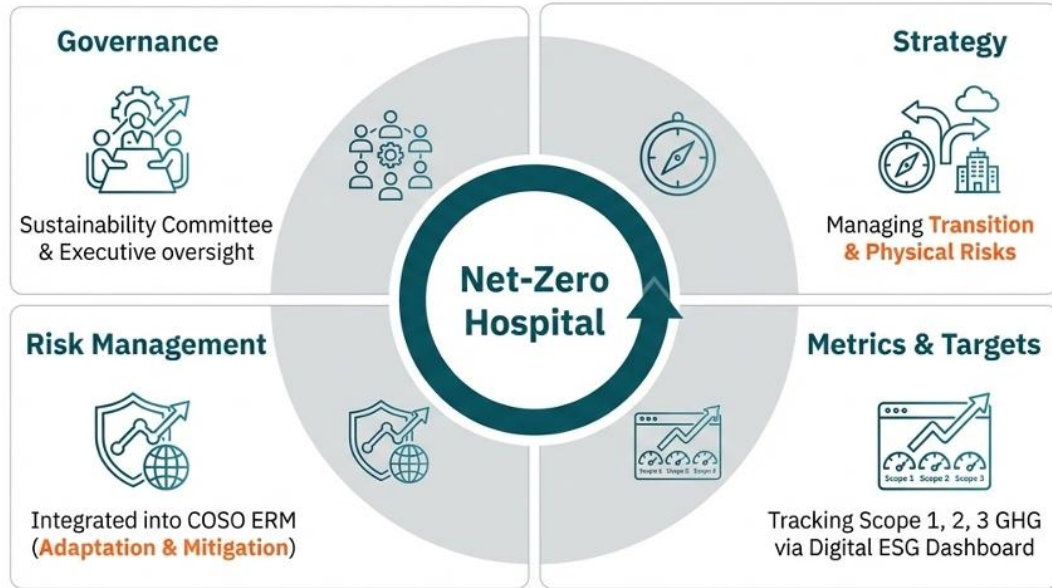 Governance
Sustainability Committee
& Executive oversight
Strategy
Managing Transition
& Physical Risks
Net-Zero
Hospital
Risk Management
Integrated into COSO ERM
(Adaptation & Mitigation)
Metrics & Targets
Scope 1 Scope 2 Scope 3
Tracking Scope 1, 2, 3 GHG
via Digital ESG Dashboard